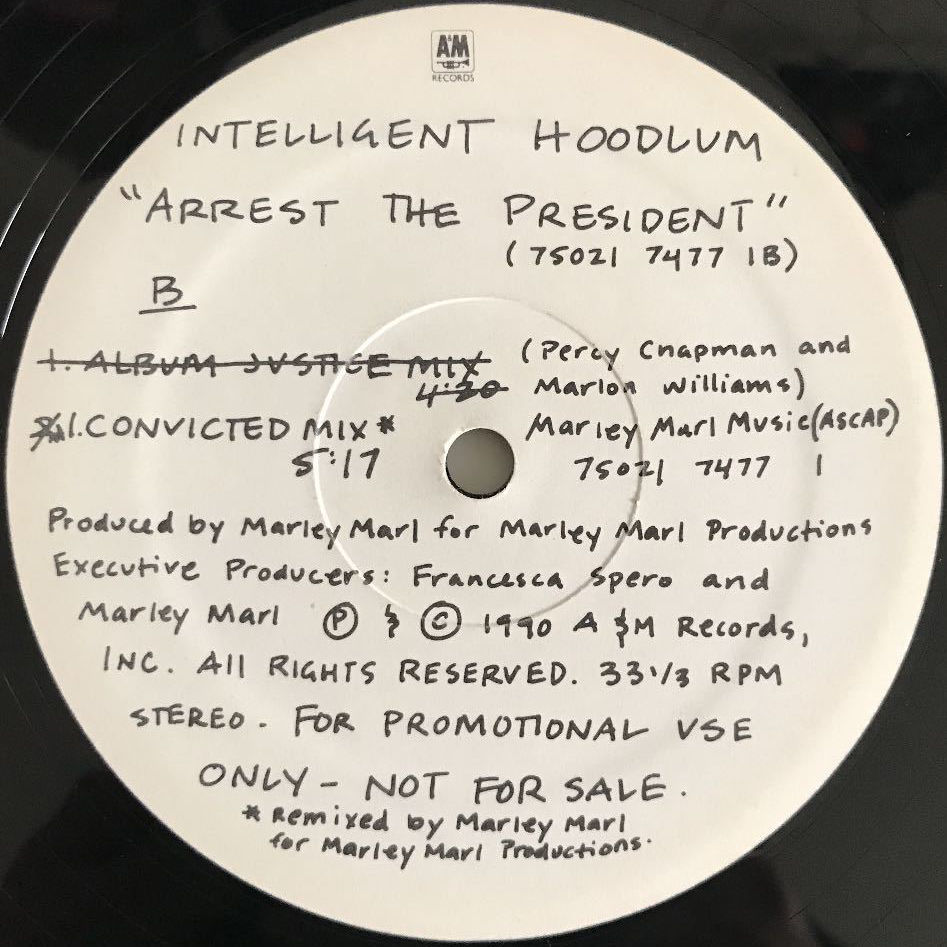 A&M
RECORDS
INTELLIGENT HOODLUM
"ARREST THE PRESIDENT"
(75021 7477 1B)
B
1. ALBUM JUSTICE MIX
4:20
(Percy Chapman and
Marlon Williams)
1. CONVICTED MIX *
5:17
Marley Marl Music (ASCAP)
75021 7477 1
Produced by Marley Marl for Marley Marl Productions
Executive Producers: Francesca Spero and
Marley Marl Ⓟ & © 1990 A&M Records,
INC. All RIGHTS RESERVED. 33 1/3 RPM
STEREO. FOR PROMOTIONAL USE
ONLY - NOT FOR SALE.
* Remixed by Marley Marl
for Marley Marl Productions.